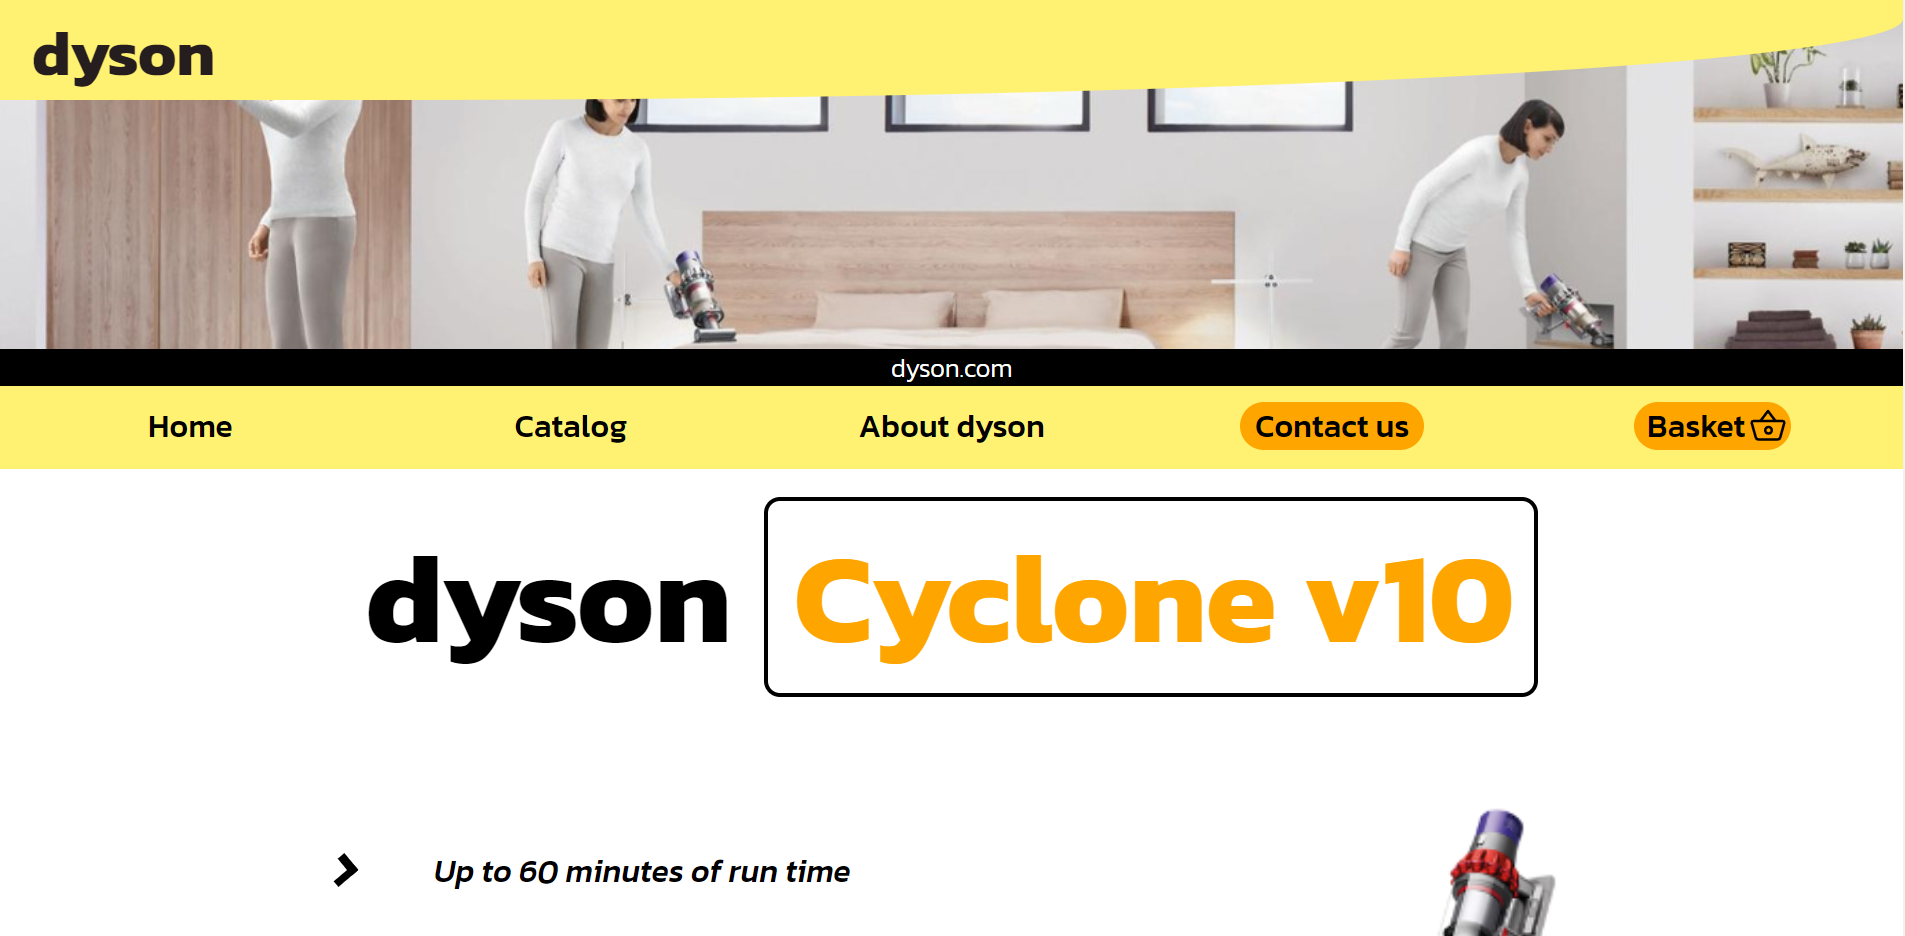 dyson
dyson.com
Home Catalog About dyson Contact us Basket
dyson Cyclone v10
Up to 60 minutes of run time